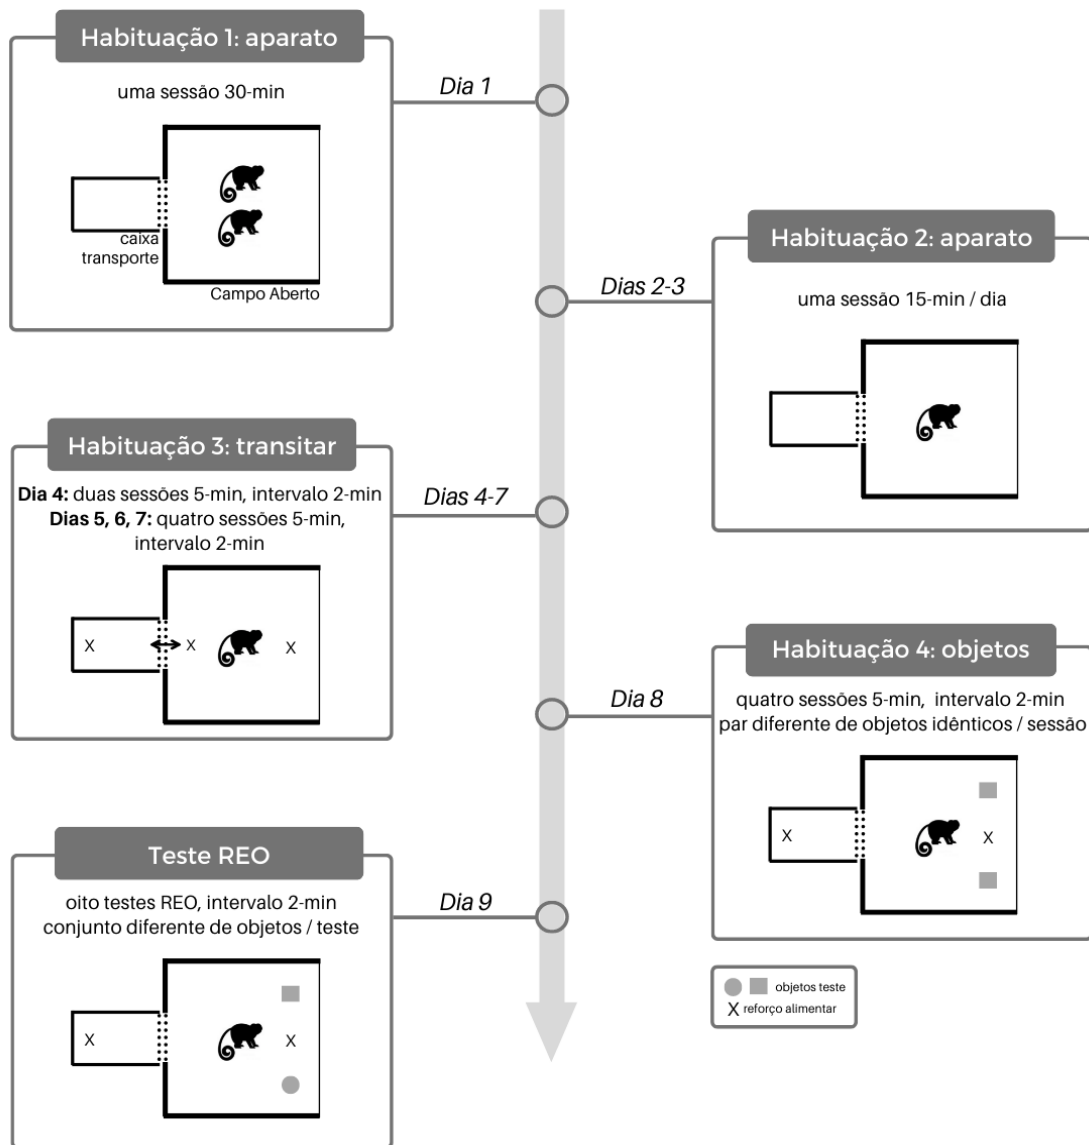 Habituação 1: aparato
uma sessão 30-min
caixa
transporte
Campo Aberto
Dia 1
Habituação 2: aparato
Dias 2-3
uma sessão 15-min / dia
Habituação 3: transitar
Dia 4: duas sessões 5-min, intervalo 2-min
Dias 5, 6, 7: quatro sessões 5-min,
intervalo 2-min
X X X
Dias 4-7
Habituação 4: objetos
Dia 8
quatro sessões 5-min, intervalo 2-min
par diferente de objetos idênticos / sessão
X X
Teste REO
oito testes REO, intervalo 2-min
conjunto diferente de objetos / teste
X X
Dia 9
objetos teste
X reforço alimentar